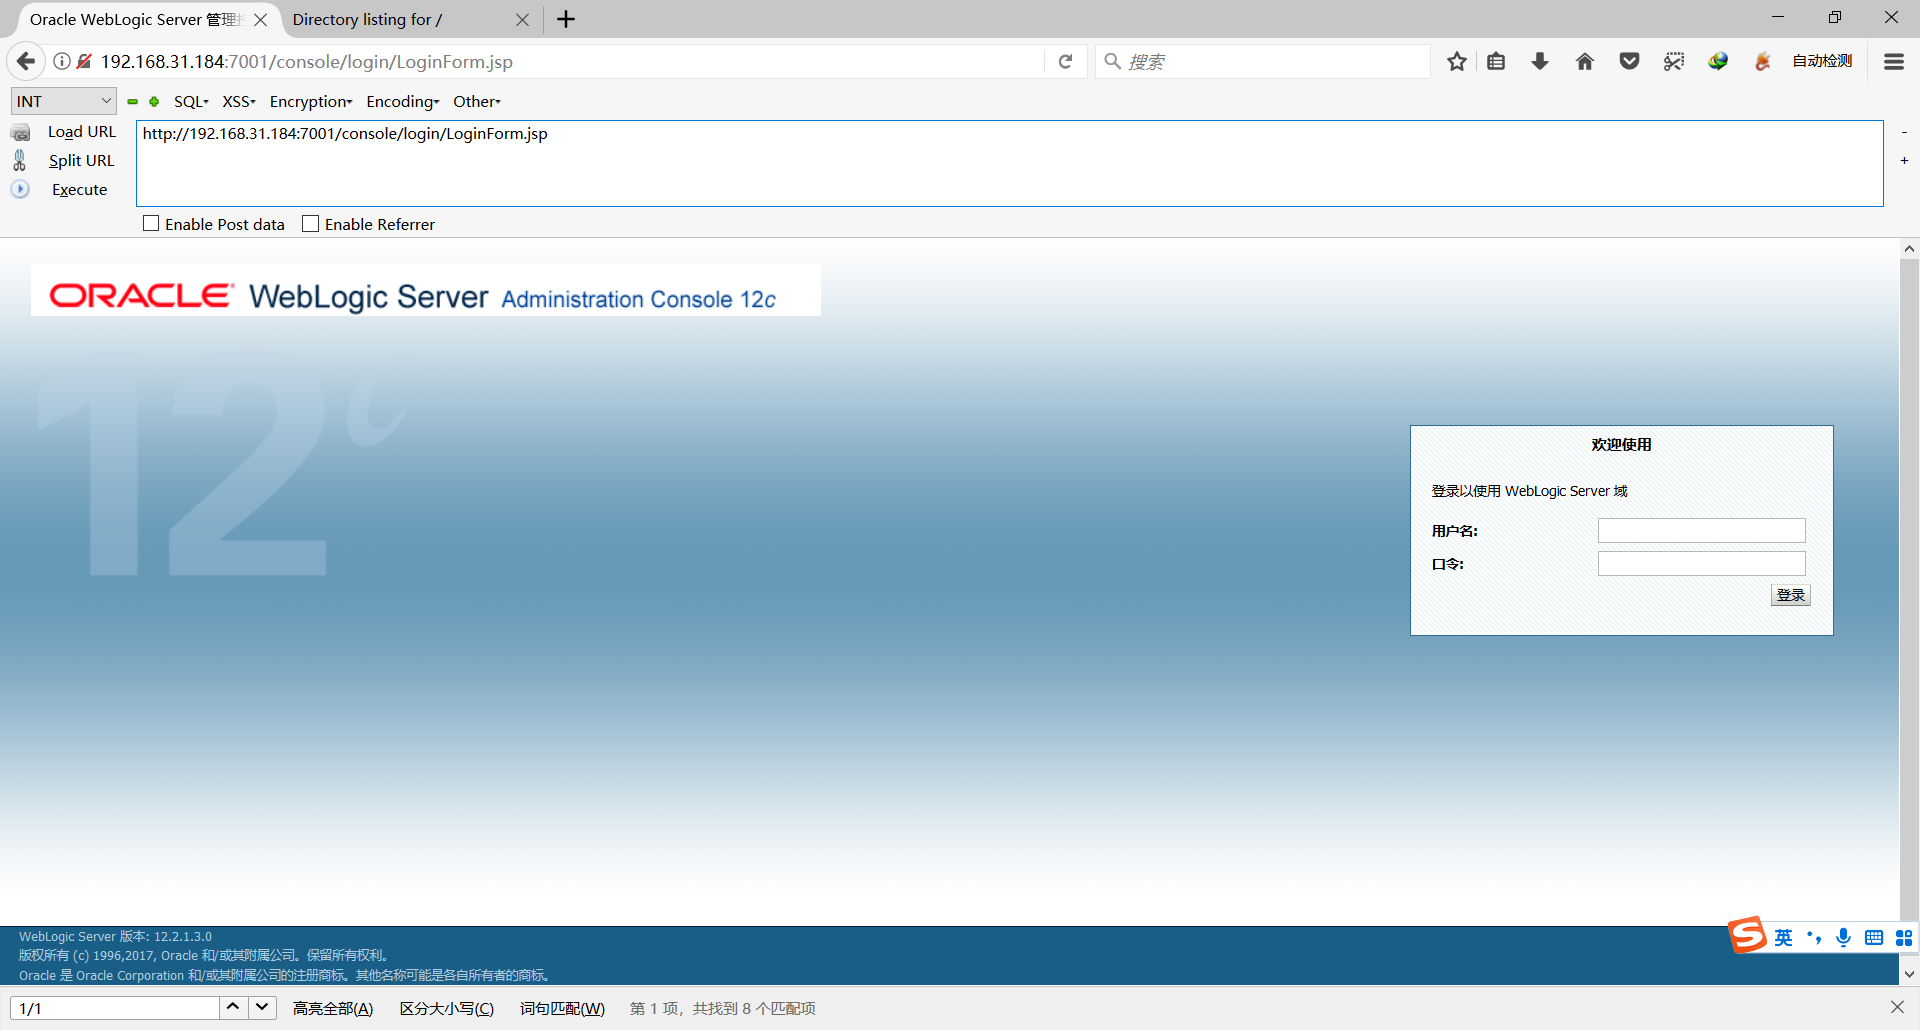 Oracle WebLogic Server 管理控
Directory listing for /
192.168.31.184:7001/console/login/LoginForm.jsp
搜索
自动检测
INT
SQL
XSS
Encryption
Encoding
Other
Load URL
http://192.168.31.184:7001/console/login/LoginForm.jsp
Split URL
Execute
Enable Post data
Enable Referrer
ORACLE WebLogic Server Administration Console 12c
12c
欢迎使用
登录以使用 WebLogic Server 域
用户名:
口令:
登录
WebLogic Server 版本: 12.2.1.3.0
版权所有 (c) 1996,2017, Oracle 和/或其附属公司。保留所有权利。
Oracle 是 Oracle Corporation 和/或其附属公司的注册商标。其他名称可能是各自所有者的商标。
S 英
1/1
高亮全部(A)
区分大小写(C)
词句匹配(W)
第 1 项，共找到 8 个匹配项